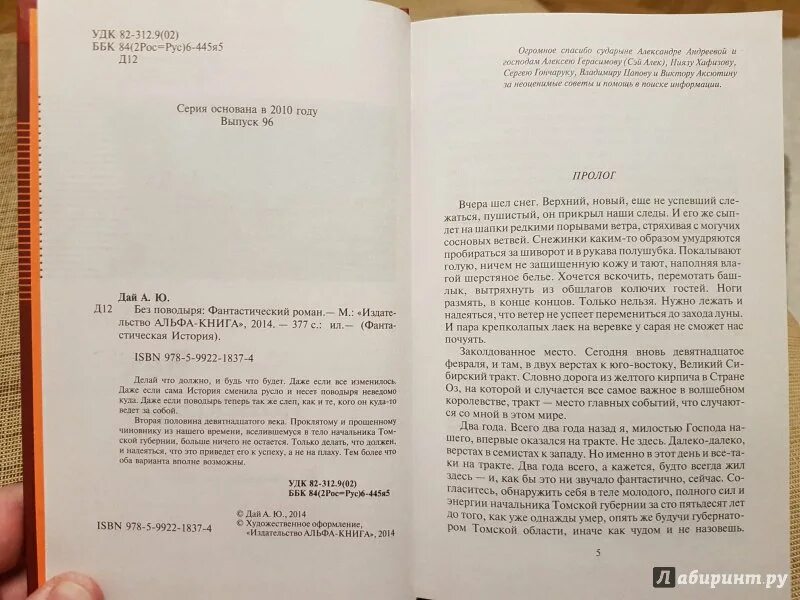 УДК 82-312.9(02)
ББК 84(2Рос=Рус)6-445я5
Д12
Серия основана в 2010 году
Выпуск 96
Дай А. Ю.
Д12 Без поводыря: Фантастический роман.— М.: «Издатель-
ство АЛЬФА-КНИГА», 2014. — 377 с.: ил.— (Фантас-
тическая История).
ISBN 978-5-9922-1837-4
Делай что должно, и будь что будет. Даже если все изменилось.
Даже если сама История сменила русло и несет поводыря неведомо
куда. Даже если поводырь теперь так же слеп, как и те, кого он куда-то
ведет за собой.
Вторая половина девятнадцатого века. Проклятому и прощенному
чиновнику из нашего времени, вселившемуся в тело начальника Том-
ской губернии, больше ничего не остается. Только делать, что должен,
и надеяться, что это приведет его к успеху, а не на плаху. Тем более что
оба варианта вполне возможны.
УДК 82-312.9(02)
ББК 84(2Рос=Рус)6-445я5
© Дай А. Ю., 2014
© Художественное оформление,
«Издательство АЛЬФА-КНИГА», 2014
ISBN 978-5-9922-1837-4
Огромное спасибо сударыне Александре Андреевой и
господам Алексею Герасимову (Сэй Алек), Ниязу Хафизову,
Сергею Гончаруку, Владимиру Папову и Виктору Аксютину
за неоценимые советы и помощь в поиске информации.
ПРОЛОГ
Вчера шел снег. Верхний, новый, еще не успевший сле-
жаться, пушистый, он прикрыл наши следы. И его же сып-
лет на шапки редкими порывами ветра, стряхивая с могучих
сосновых ветвей. Снежинки каким-то образом умудряются
пробираться за шиворот и в рукава полушубка. Покалывают
голую, ничем не защищенную кожу и тают, наполняя вла-
гой шерстяное белье. Хочется вскочить, перемотать баш-
лык, вытряхнуть из обшлагов колючих гостей. Ноги
размять, в конце концов. Только нельзя. Нужно лежать и
надеяться, что ветер не успеет перемениться до захода луны.
И пара крепколапых лаек на веревке у сарая не сможет нас
почуять.
Заколдованное место. Сегодня вновь девятнадцатое
февраля, и там, в двух верстах к юго-востоку, Великий Си-
бирский тракт. Словно дорога из желтого кирпича в Стране
Оз, на которой и случается все самое важное в волшебном
королевстве, тракт — место главных событий, что случают-
ся со мной в этом мире.
Два года. Всего два года назад я, милостью Господа на-
шего, впервые оказался на тракте. Не здесь. Далеко-далеко,
верстах в семистах к западу. Но именно в этот день и все-та-
ки на тракте. Два года всего, а кажется, будто всегда жил
здесь — и, как бы это ни звучало фантастично, сейчас. Со-
гласитесь, обнаружить себя в теле молодого, полного сил и
энергии начальника Томской губернии за сто пятьдесят лет
до того, как уже однажды умер, опять же будучи губернато-
ром Томской области, иначе как чудом и не назовешь.
5
Лабиринт.ру